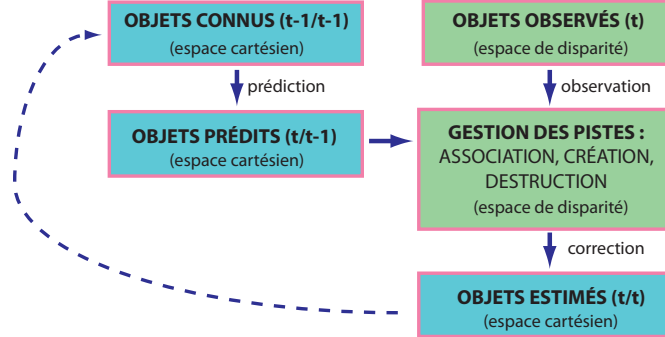 OBJETS CONNUS (t-1/t-1)
(espace cartésien)
OBJETS OBSERVÉS (t)
(espace de disparité)
prédiction
observation
OBJETS PRÉDITS (t/t-1)
(espace cartésien)
GESTION DES PISTES :
ASSOCIATION, CRÉATION,
DESTRUCTION
(espace de disparité)
correction
OBJETS ESTIMÉS (t/t)
(espace cartésien)